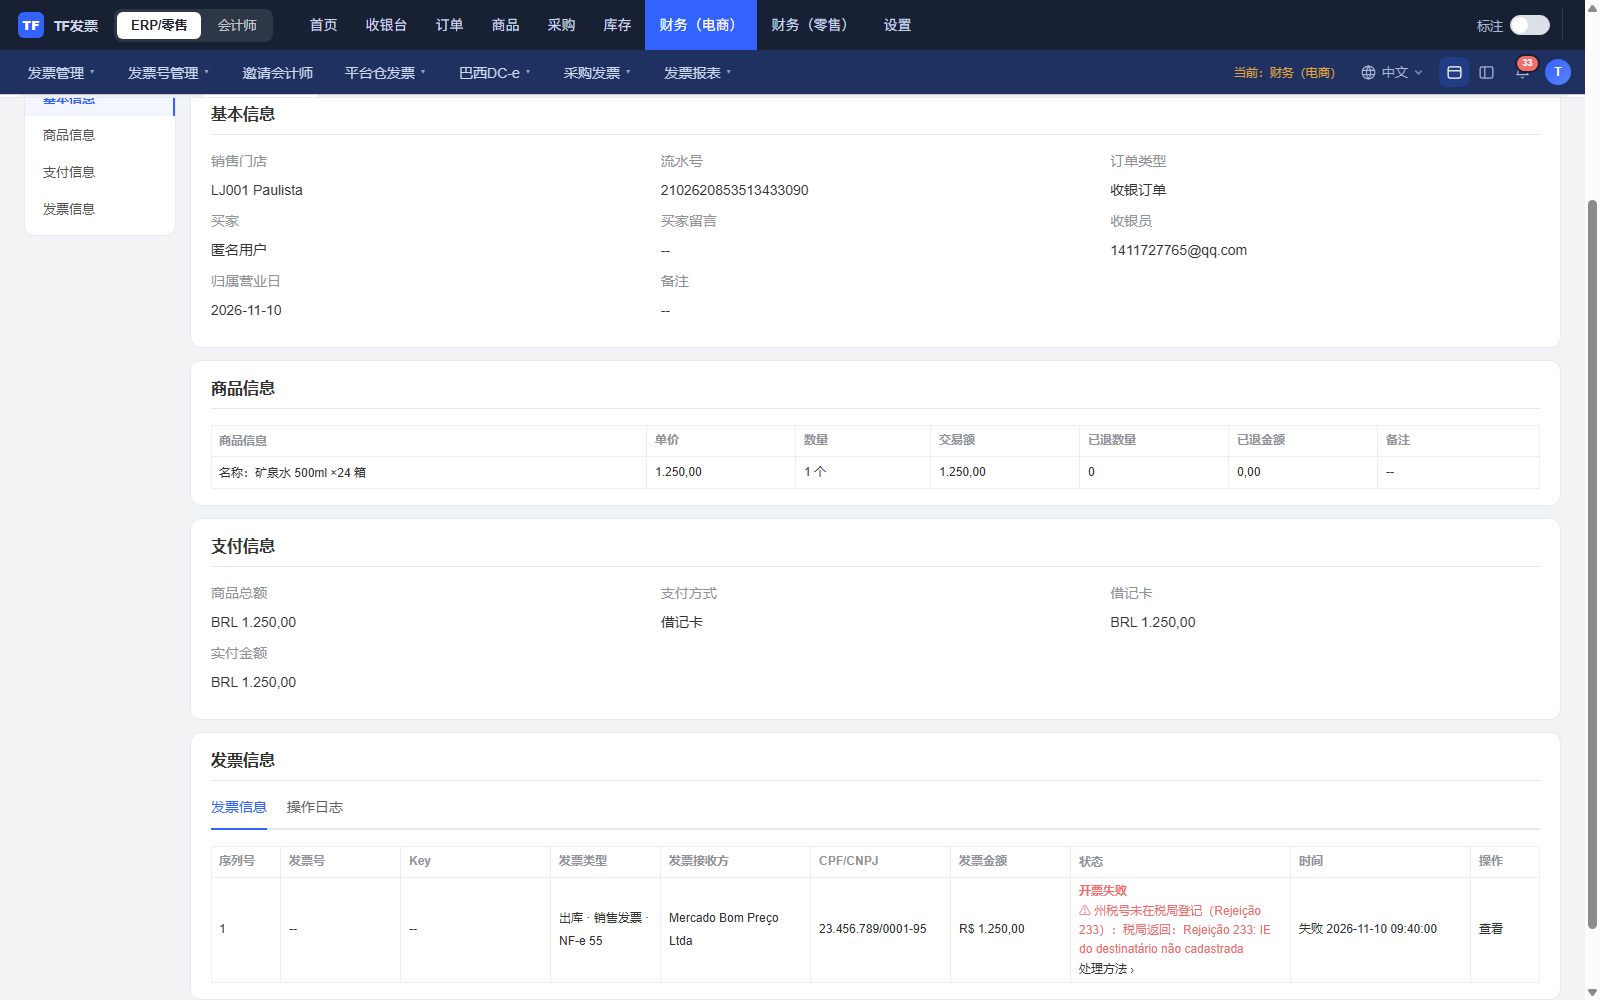 TF TF发票 ERP/零售 会计师 首页 收银台 订单 商品 采购 库存 财务（电商） 财务（零售） 设置 标注
发票管理 发票号管理 邀请会计师 平台仓发票 巴西DC-e 采购发票 发票报表 当前：财务（电商） 中文 33 T
基本信息
商品信息
支付信息
发票信息
基本信息
销售门店 流水号 订单类型
LJ001 Paulista 2102620853513433090 收银订单
买家 买家留言 收银员
匿名用户 -- 1411727765@qq.com
归属营业日 备注
2026-11-10 --
商品信息
商品信息 单价 数量 交易额 已退数量 已退金额 备注
名称：矿泉水 500ml ×24 箱 1.250,00 1 个 1.250,00 0 0,00 --
支付信息
商品总额 支付方式 借记卡
BRL 1.250,00 借记卡 BRL 1.250,00
实付金额
BRL 1.250,00
发票信息
发票信息 操作日志
序列号 发票号 Key 发票类型 发票接收方 CPF/CNPJ 发票金额 状态 时间 操作
1 -- -- 出库 · 销售发票 · NF-e 55 Mercado Bom Preço Ltda 23.456.789/0001-95 R$ 1.250,00 开票失败
⚠ 州税号未在税局登记（Rejeição
233）：税局返回：Rejeição 233: IE
do destinatário não cadastrada
处理方法 ›
失败 2026-11-10 09:40:00 查看